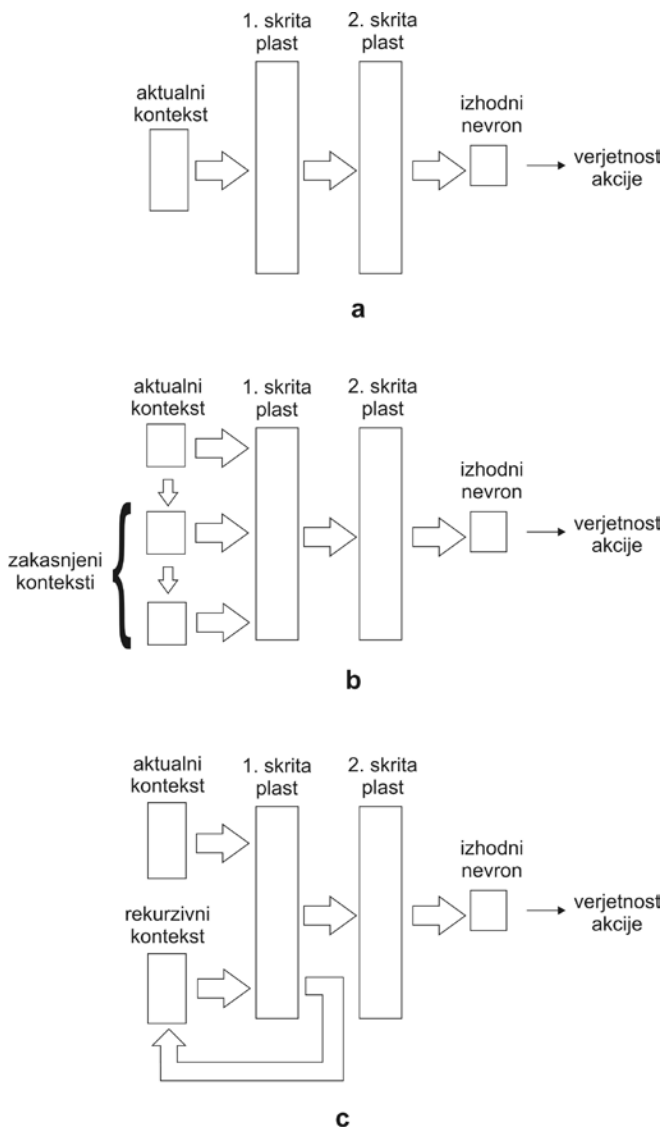 1. skrita
plast
2. skrita
plast
aktualni
kontekst
izhodni
nevron
verjetnost
akcije
a
aktualni
kontekst
1. skrita
plast
2. skrita
plast
izhodni
nevron
zakasnjeni
konteksti
verjetnost
akcije
b
aktualni
kontekst
1. skrita
plast
2. skrita
plast
izhodni
nevron
rekurzivni
kontekst
verjetnost
akcije
c